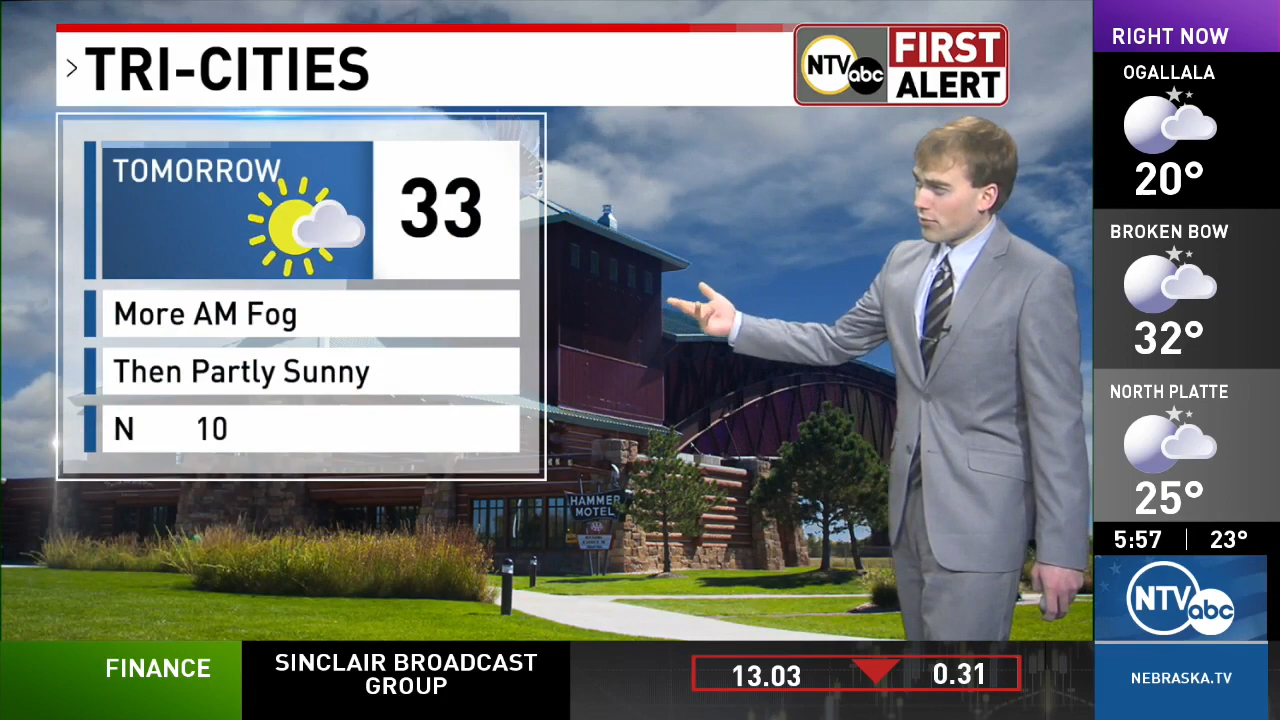 TRI-CITIES
NTV abc FIRST ALERT
TOMORROW
33
More AM Fog
Then Partly Sunny
N 10
HAMMER
MOTEL
RIGHT NOW
OGALLALA
20°
BROKEN BOW
32°
NORTH PLATTE
25°
5:57 | 23°
NTV abc
NEBRASKA.TV
FINANCE
SINCLAIR BROADCAST
GROUP
13.03 0.31